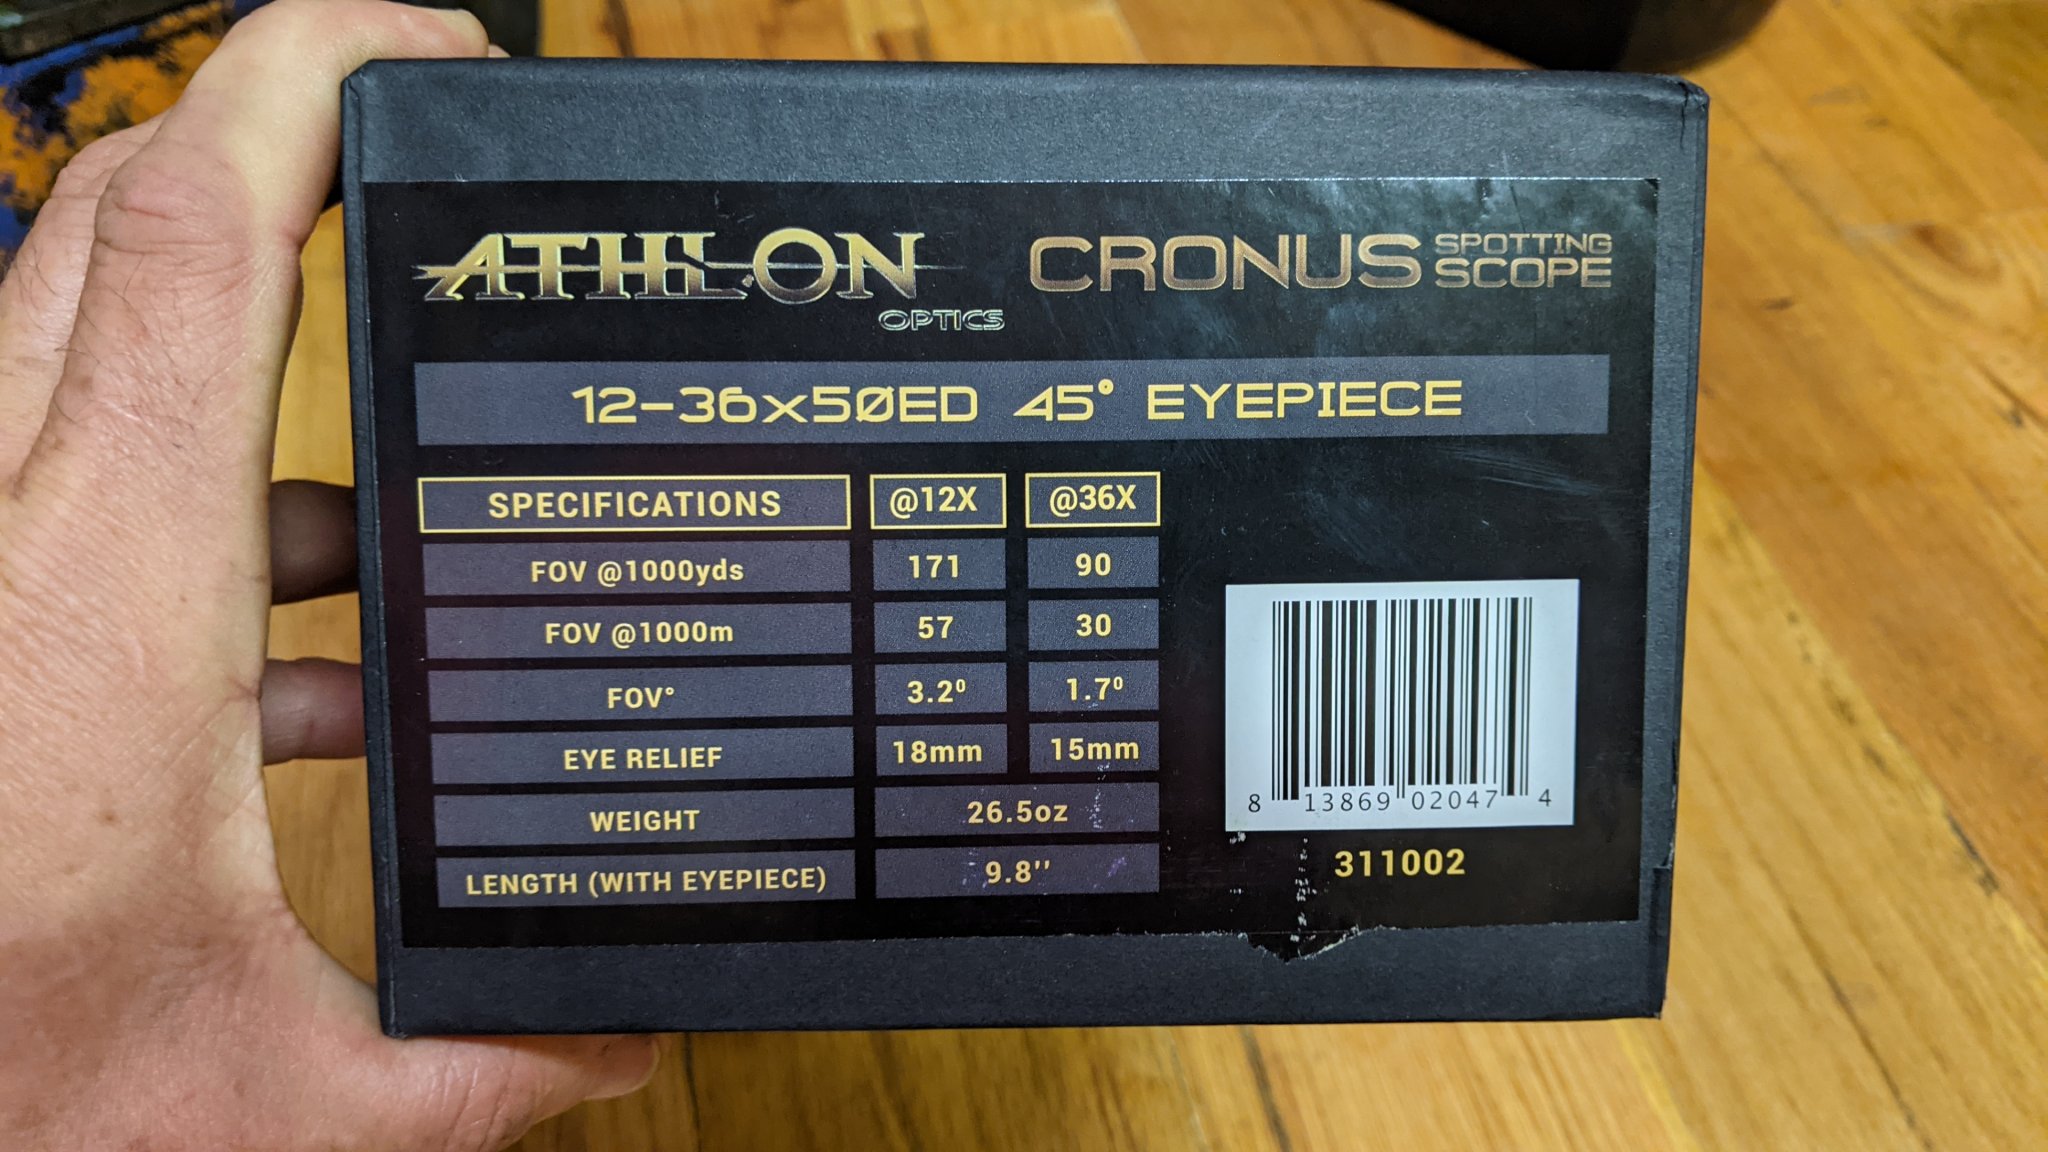 ATHLON
OPTICS
CRONUS SPOTTING SCOPE
12-36x50ED 45° EYEPIECE
SPECIFICATIONS @12X @36X
FOV @1000yds 171 90
FOV @1000m 57 30
FOV° 3.2⁰ 1.7⁰
EYE RELIEF 18mm 15mm
WEIGHT 26.5oz
LENGTH (WITH EYEPIECE) 9.8''
8 13869 02047 4
311002